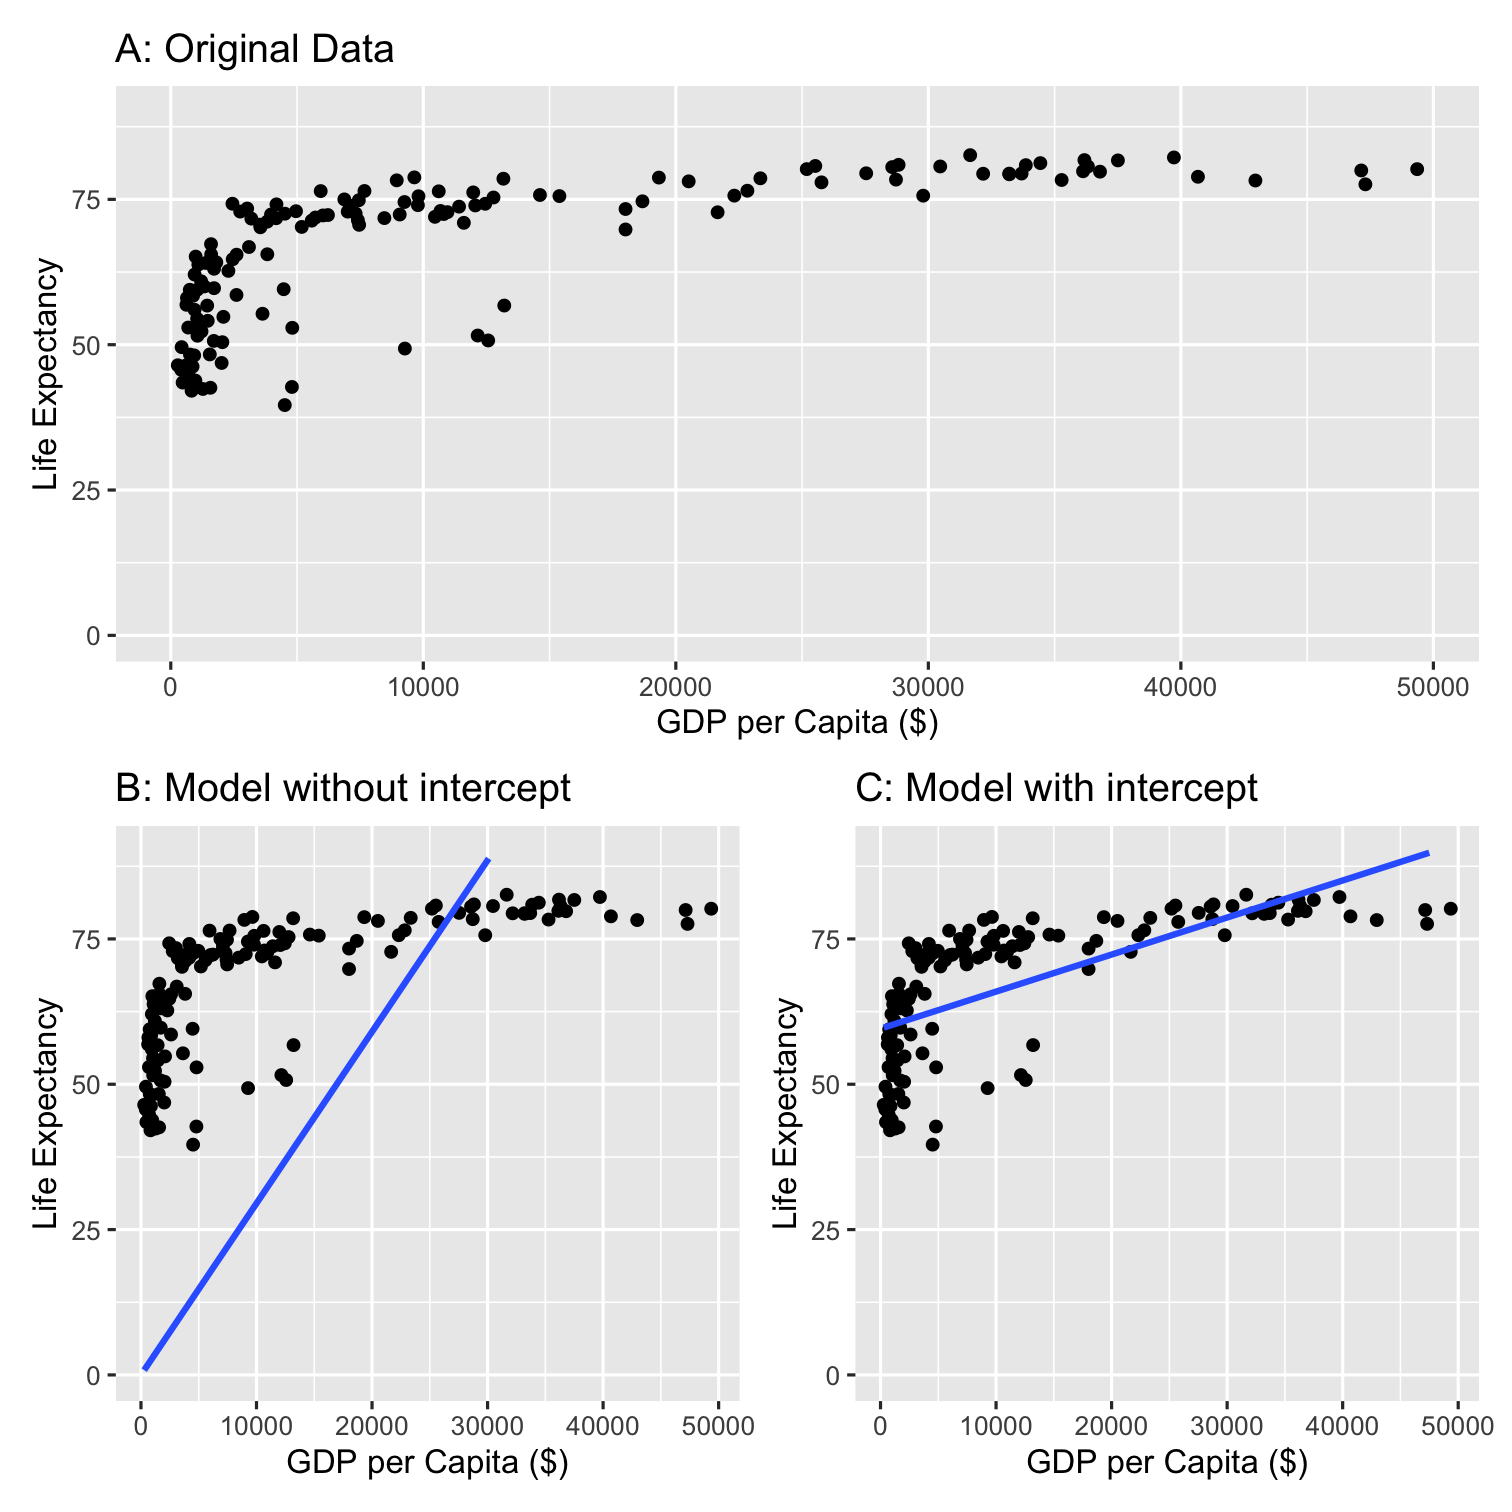 A: Original Data
Life Expectancy
75
50
25
0
0 10000 20000 30000 40000 50000
GDP per Capita ($)
B: Model without intercept
Life Expectancy
75
50
25
0
0 10000 20000 30000 40000 50000
GDP per Capita ($)
C: Model with intercept
Life Expectancy
75
50
25
0
0 10000 20000 30000 40000 50000
GDP per Capita ($)